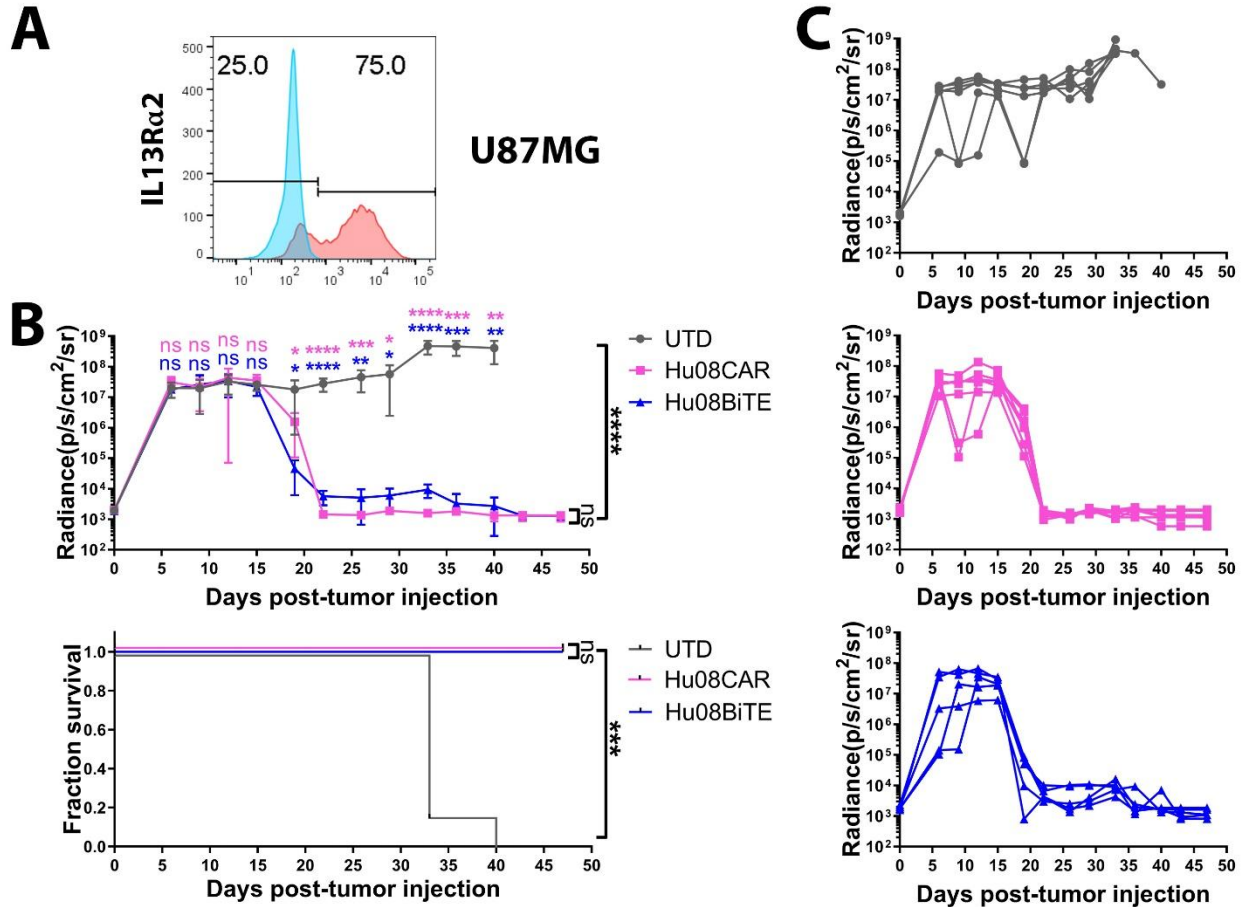 A
25.0
75.0
500
400
300
200
100
0
10¹ 10² 10³ 10⁴ 10⁵
IL13Rα2
U87MG
B
Radiance(p/s/cm²/sr)
10⁹
10⁸
10⁷
10⁶
10⁵
10⁴
10³
10²
ns ns ns ns * **** *** * **** *** **
ns ns ns ns * **** ** * **** *** **
0 5 10 15 20 25 30 35 40 45 50
Days post-tumor injection
UTD
Hu08CAR
Hu08BiTE
****
ns
Fraction survival
1.0
0.8
0.6
0.4
0.2
0.0
0 5 10 15 20 25 30 35 40 45 50
Days post-tumor injection
UTD
Hu08CAR
Hu08BiTE
ns
***
C
Radiance(p/s/cm²/sr)
10⁹
10⁸
10⁷
10⁶
10⁵
10⁴
10³
10²
0 5 10 15 20 25 30 35 40 45 50
Days post-tumor injection
Radiance(p/s/cm²/sr)
10⁹
10⁸
10⁷
10⁶
10⁵
10⁴
10³
10²
0 5 10 15 20 25 30 35 40 45 50
Days post-tumor injection
Radiance(p/s/cm²/sr)
10⁹
10⁸
10⁷
10⁶
10⁵
10⁴
10³
10²
0 5 10 15 20 25 30 35 40 45 50
Days post-tumor injection